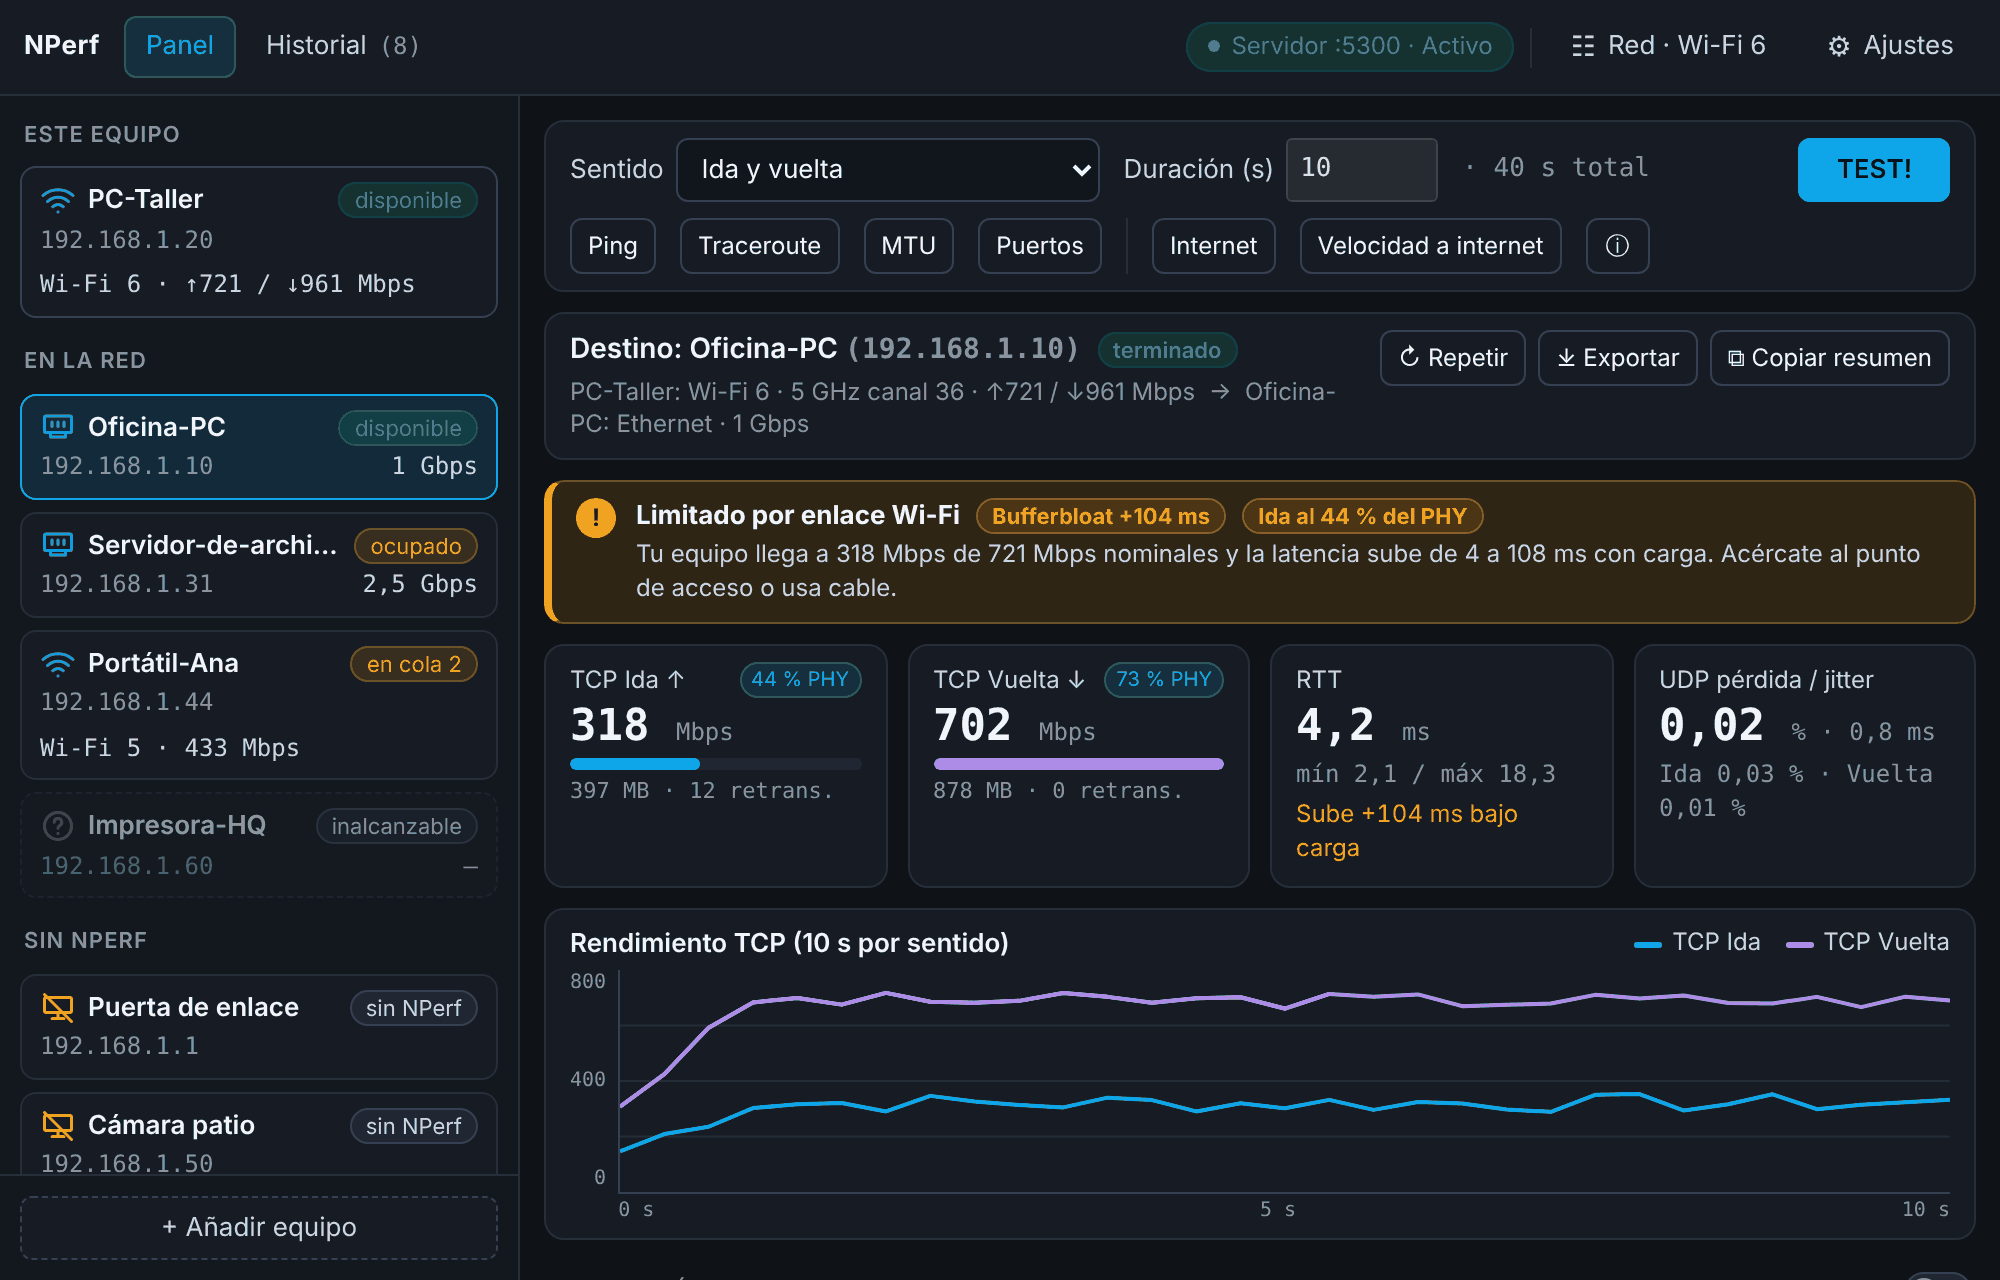 NPerf
Panel
Historial (8)
Servidor :5300 · Activo
Red · Wi-Fi 6
Ajustes
ESTE EQUIPO
PC-Taller
disponible
192.168.1.20
Wi-Fi 6 · ↑721 / ↓961 Mbps
EN LA RED
Oficina-PC
disponible
192.168.1.10
1 Gbps
Servidor-de-archi...
ocupado
192.168.1.31
2,5 Gbps
Portátil-Ana
en cola 2
192.168.1.44
Wi-Fi 5 · 433 Mbps
Impresora-HQ
inalcanzable
192.168.1.60
—
SIN NPERF
Puerta de enlace
sin NPerf
192.168.1.1
Cámara patio
sin NPerf
192.168.1.50
+ Añadir equipo
Sentido
Ida y vuelta
Duración (s)
10
· 40 s total
TEST!
Ping
Traceroute
MTU
Puertos
Internet
Velocidad a internet
ⓘ
Destino: Oficina-PC (192.168.1.10)
terminado
PC-Taller: Wi-Fi 6 · 5 GHz canal 36 · ↑721 / ↓961 Mbps → Oficina-
PC: Ethernet · 1 Gbps
Repetir
Exportar
Copiar resumen
!
Limitado por enlace Wi-Fi
Bufferbloat +104 ms
Ida al 44 % del PHY
Tu equipo llega a 318 Mbps de 721 Mbps nominales y la latencia sube de 4 a 108 ms con carga. Acércate al punto
de acceso o usa cable.
TCP Ida ↑
44 % PHY
318 Mbps
397 MB · 12 retrans.
TCP Vuelta ↓
73 % PHY
702 Mbps
878 MB · 0 retrans.
RTT
4,2 ms
mín 2,1 / máx 18,3
Sube +104 ms bajo
carga
UDP pérdida / jitter
0,02 % · 0,8 ms
Ida 0,03 % · Vuelta
0,01 %
Rendimiento TCP (10 s por sentido)
TCP Ida
TCP Vuelta
800
400
0
0 s
5 s
10 s